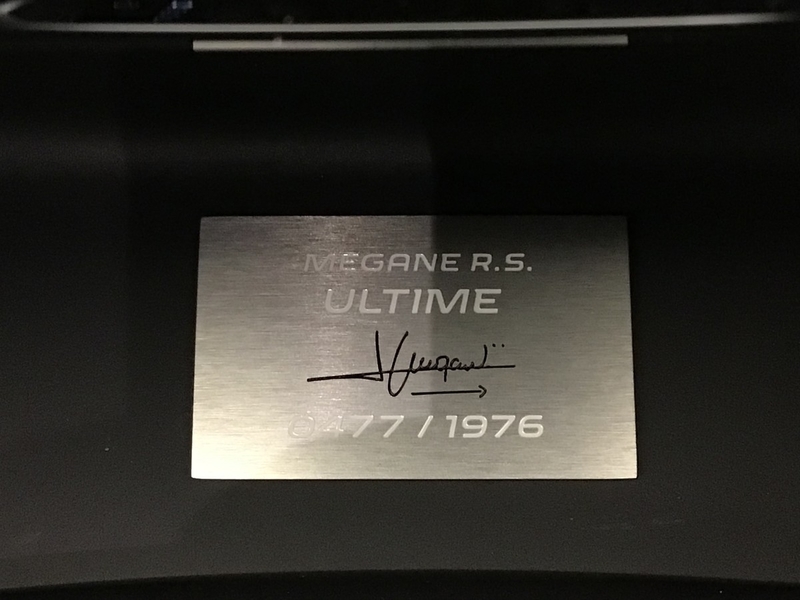 MEGANE R.S.
ULTIME
0477 / 1976